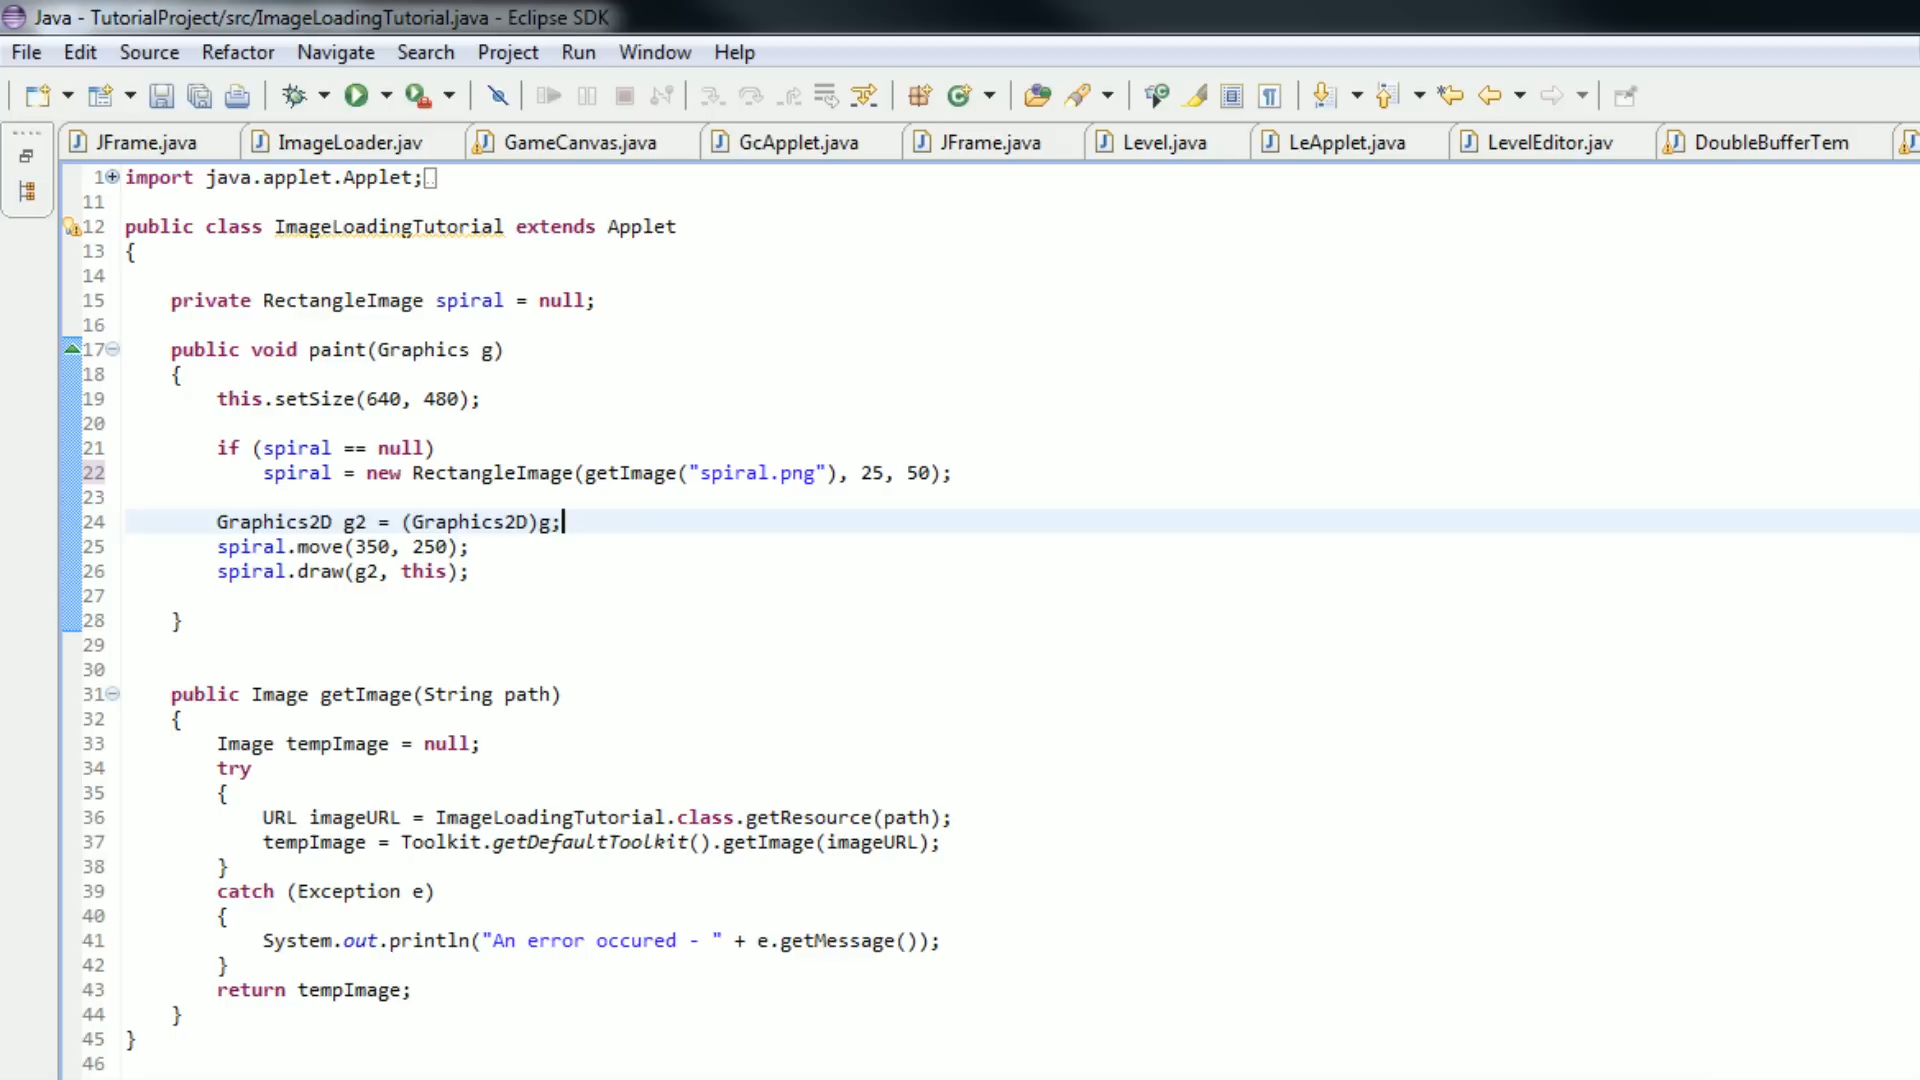 Java - TutorialProject/src/ImageLoadingTutorial.java - Eclipse SDK
File Edit Source Refactor Navigate Search Project Run Window Help
JFrame.java ImageLoader.jav GameCanvas.java GcApplet.java JFrame.java Level.java LeApplet.java LevelEditor.jav DoubleBufferTem
1 import java.applet.Applet;
11
12 public class ImageLoadingTutorial extends Applet
13 {
14
15 private RectangleImage spiral = null;
16
17 public void paint(Graphics g)
18 {
19 this.setSize(640, 480);
20
21 if (spiral == null)
22 spiral = new RectangleImage(getImage("spiral.png"), 25, 50);
23
24 Graphics2D g2 = (Graphics2D)g;
25 spiral.move(350, 250);
26 spiral.draw(g2, this);
27
28 }
29
30
31 public Image getImage(String path)
32 {
33 Image tempImage = null;
34 try
35 {
36 URL imageURL = ImageLoadingTutorial.class.getResource(path);
37 tempImage = Toolkit.getDefaultToolkit().getImage(imageURL);
38 }
39 catch (Exception e)
40 {
41 System.out.println("An error occured - " + e.getMessage());
42 }
43 return tempImage;
44 }
45 }
46